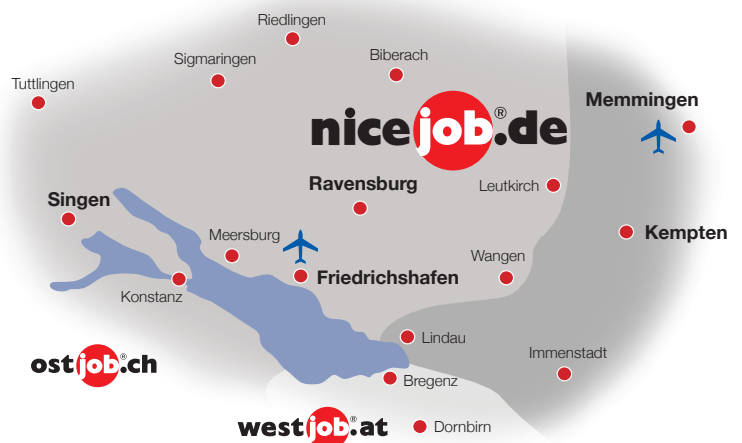 Riedlingen
Sigmaringen
Biberach
Tuttlingen
Memmingen
nicejob.de®
Ravensburg
Leutkirch
Singen
Meersburg
Kempten
Wangen
Friedrichshafen
Konstanz
Lindau
Immenstadt
ostjob®.ch
Bregenz
westjob®.at
Dornbirn